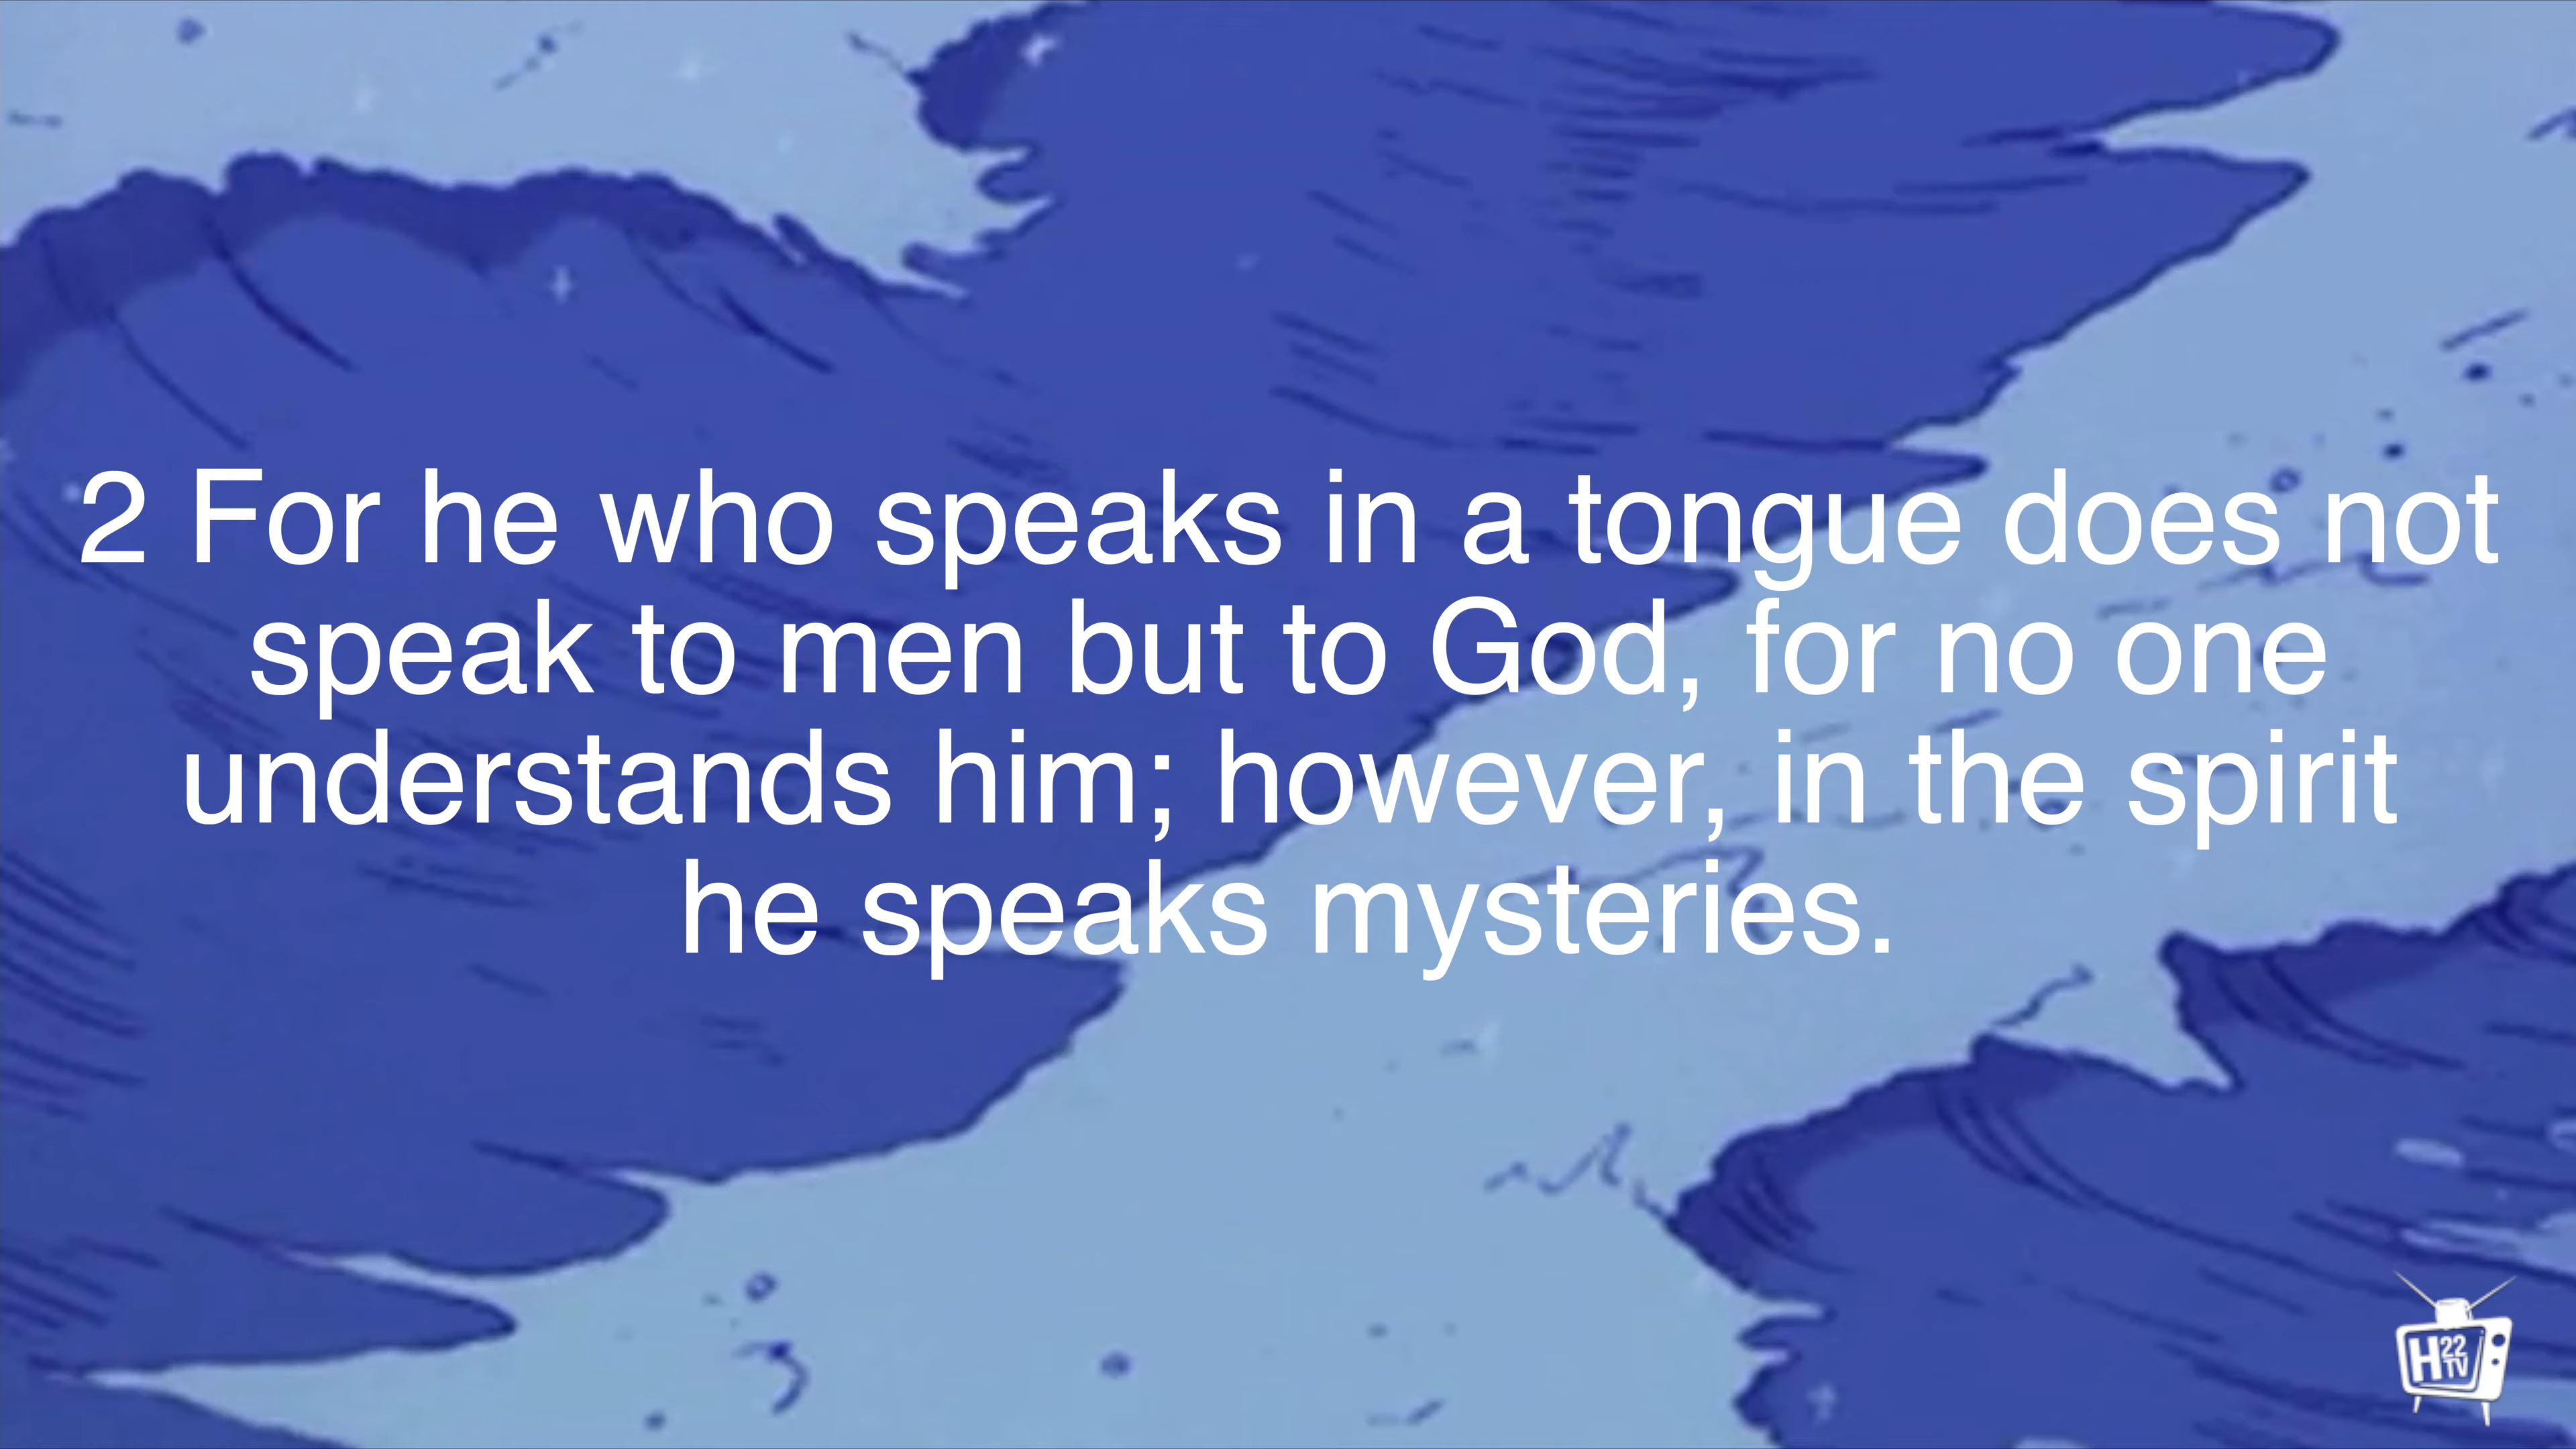 2 For he who speaks in a tongue does not
speak to men but to God, for no one
understands him; however, in the spirit
he speaks mysteries.
H22
TV